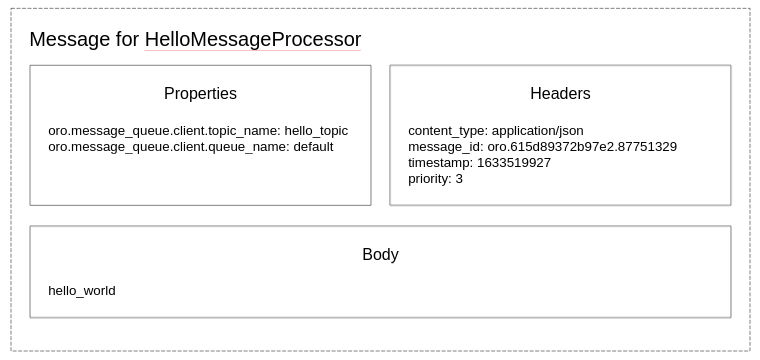 Message for HelloMessageProcessor
Properties
oro.message_queue.client.topic_name: hello_topic
oro.message_queue.client.queue_name: default
Headers
content_type: application/json
message_id: oro.615d89372b97e2.87751329
timestamp: 1633519927
priority: 3
Body
hello_world